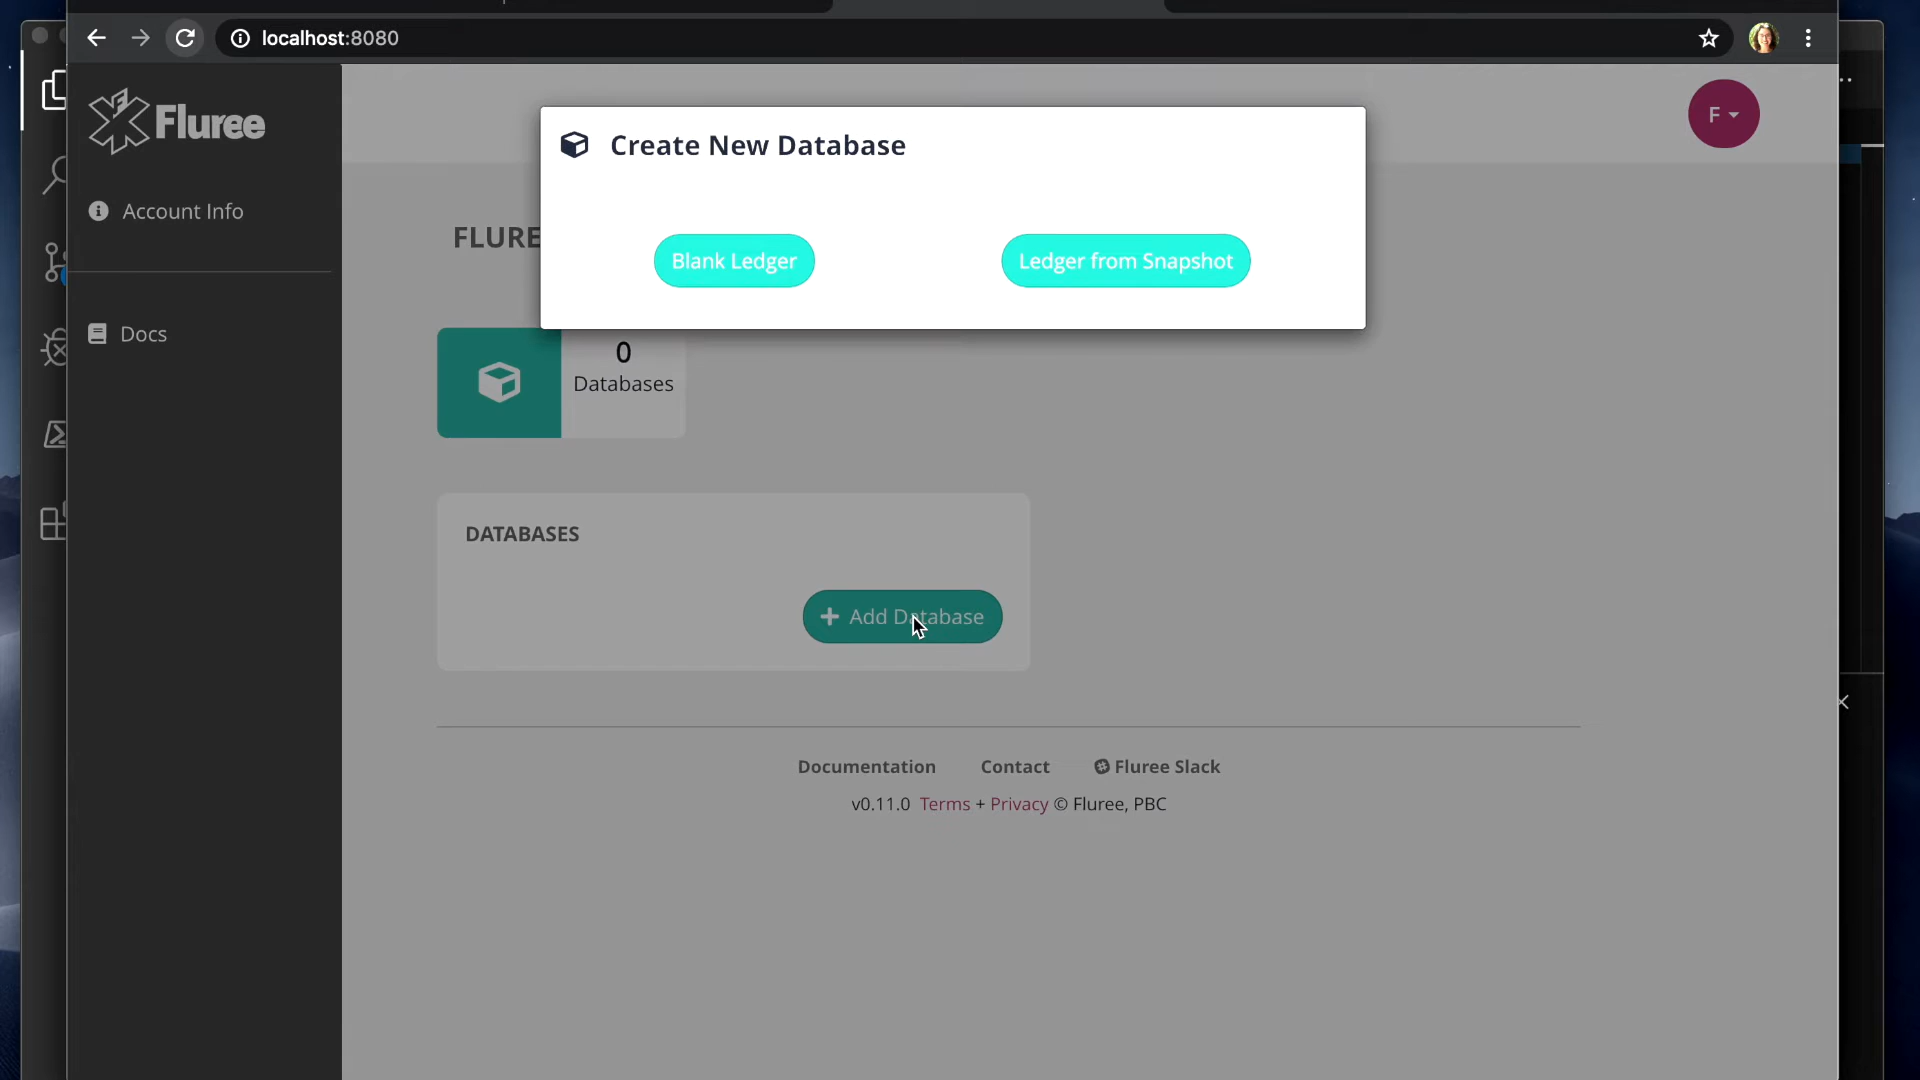 localhost:8080
Fluree
F
Create New Database
Account Info
FLURE
Blank Ledger
Ledger from Snapshot
Docs
0
Databases
DATABASES
+ Add Database
Documentation Contact Fluree Slack
v0.11.0 Terms + Privacy © Fluree, PBC